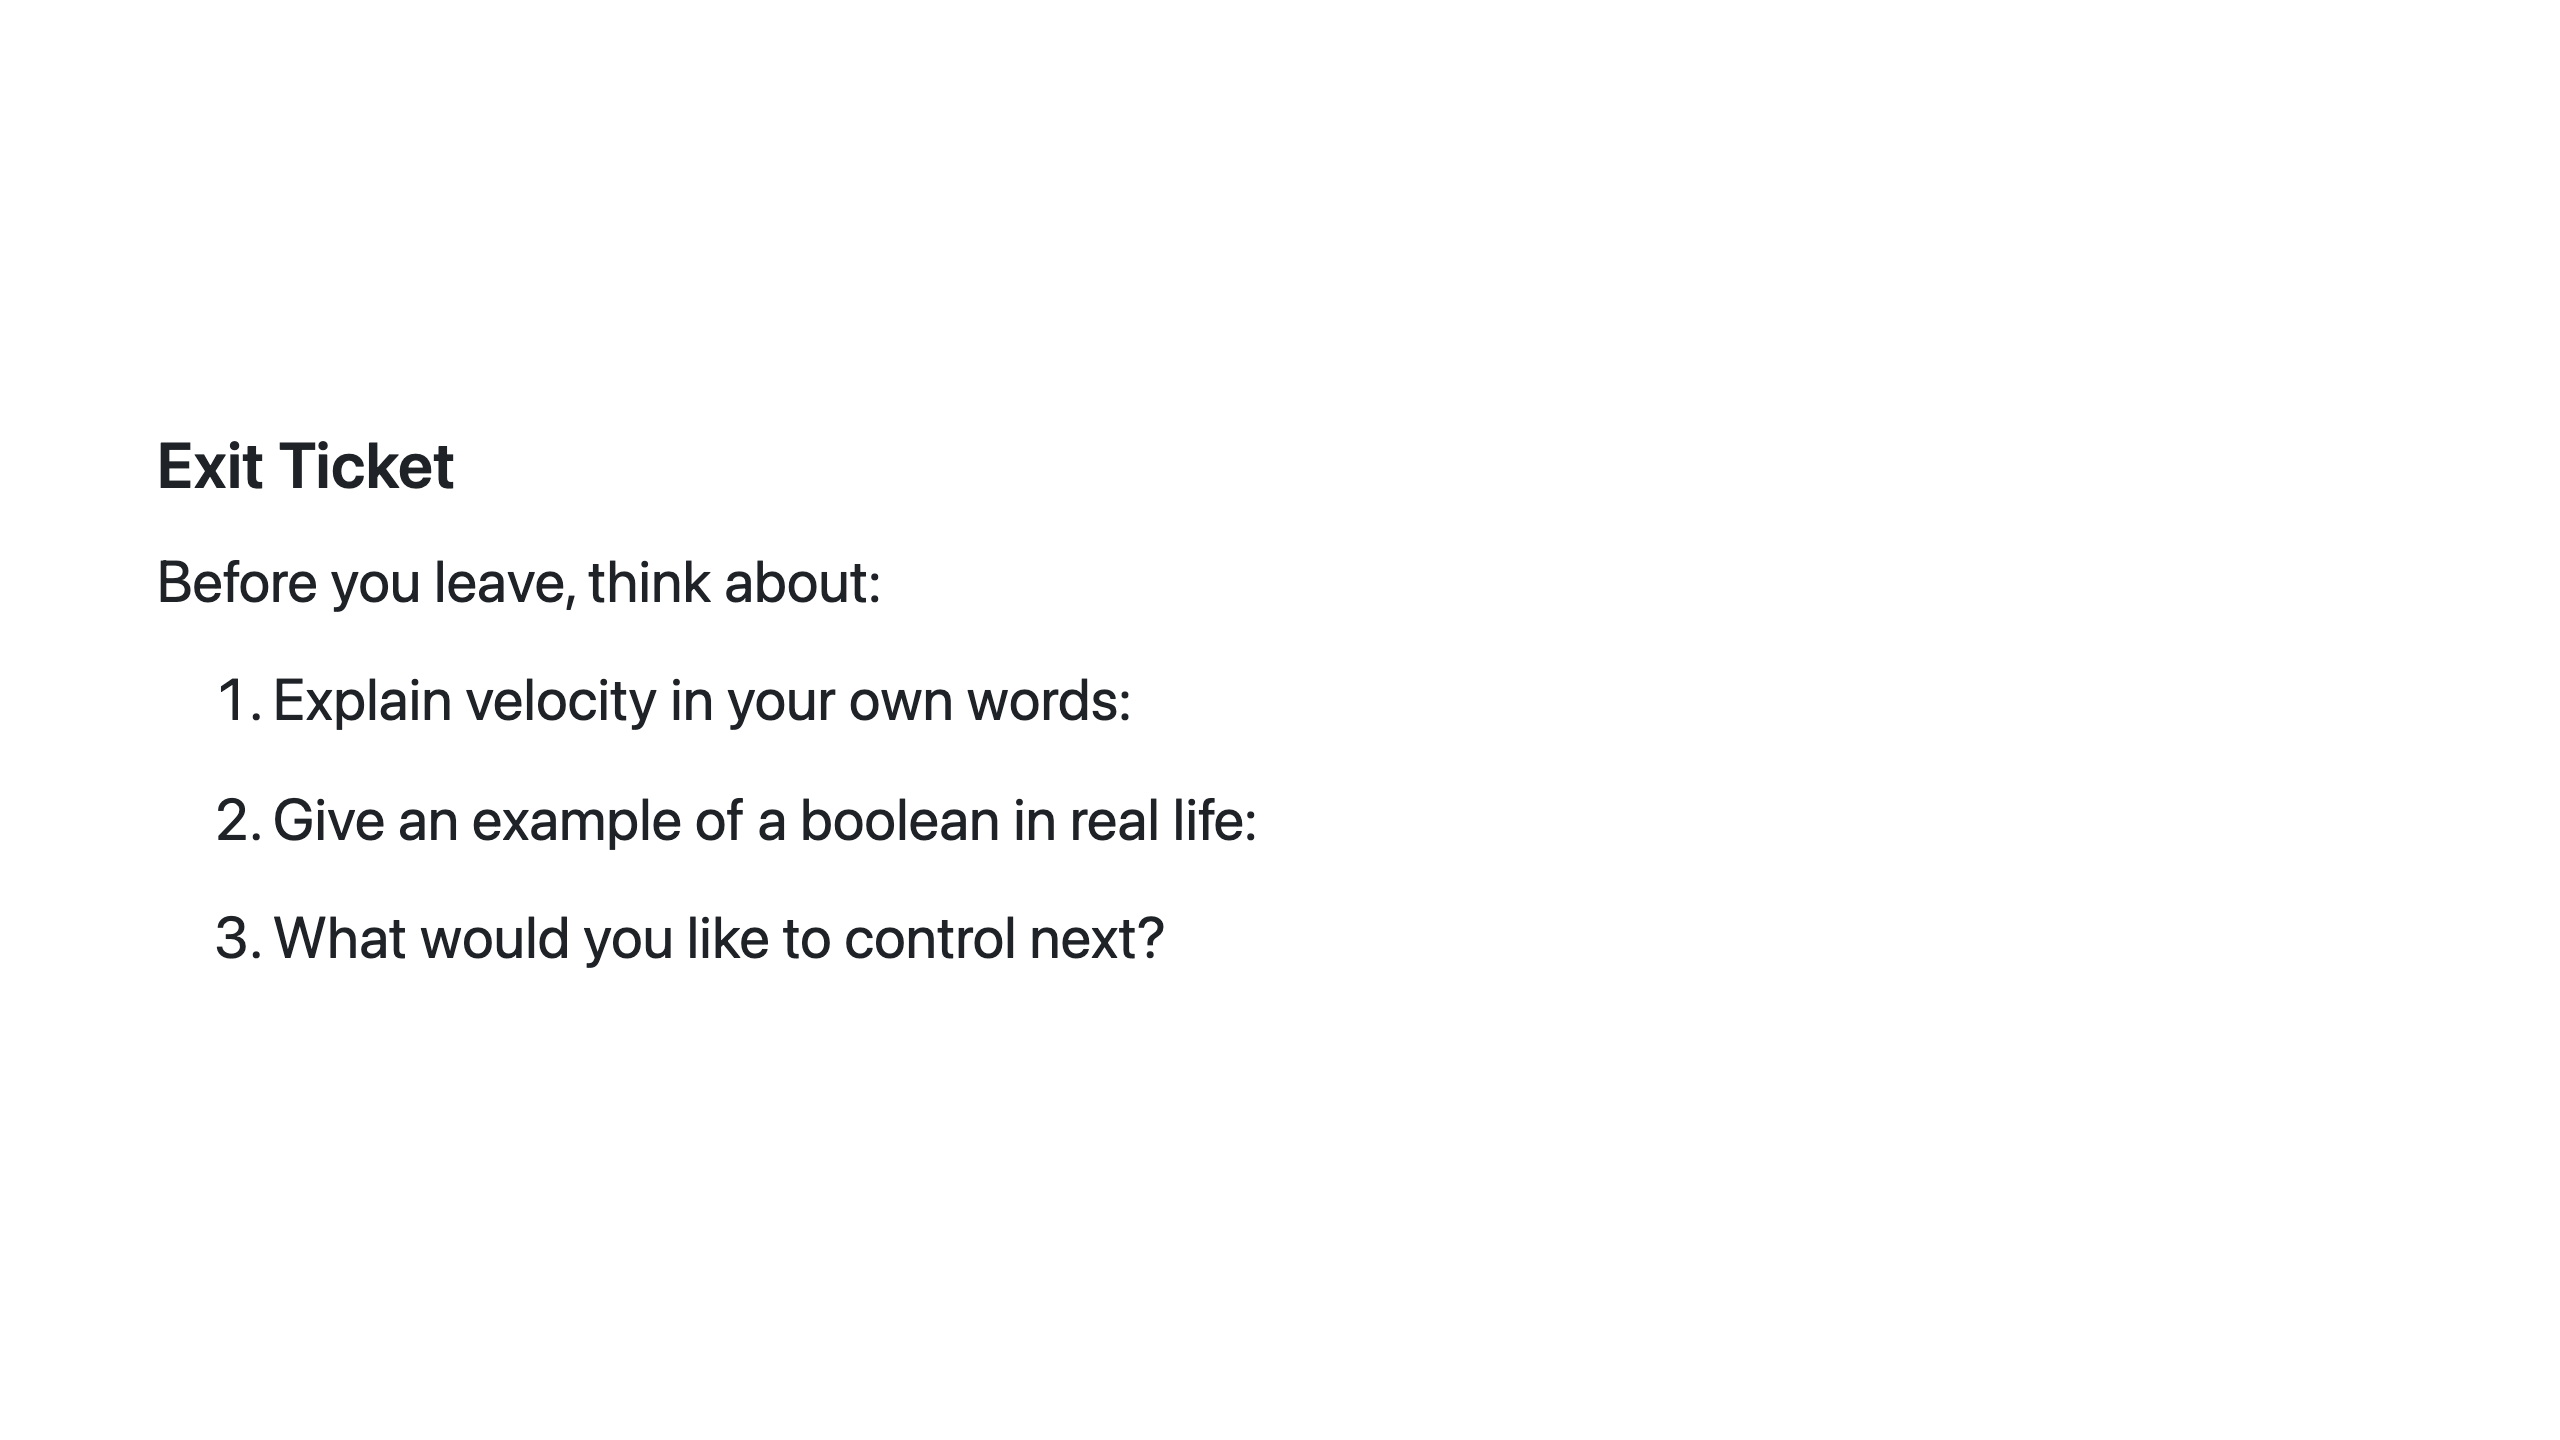 Exit Ticket
Before you leave, think about:
1. Explain velocity in your own words:
2. Give an example of a boolean in real life:
3. What would you like to control next?